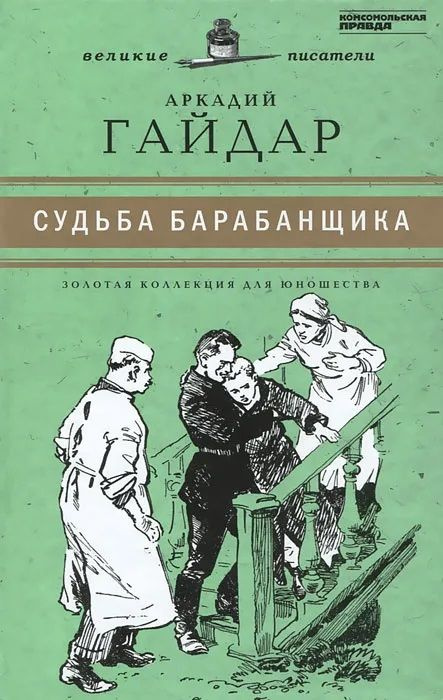 КОМСОМОЛЬСКАЯ
ПРАВДА
великие писатели
АРКАДИЙ
ГАЙДАР
СУДЬБА БАРАБАНЩИКА
ЗОЛОТАЯ КОЛЛЕКЦИЯ ДЛЯ ЮНОШЕСТВА